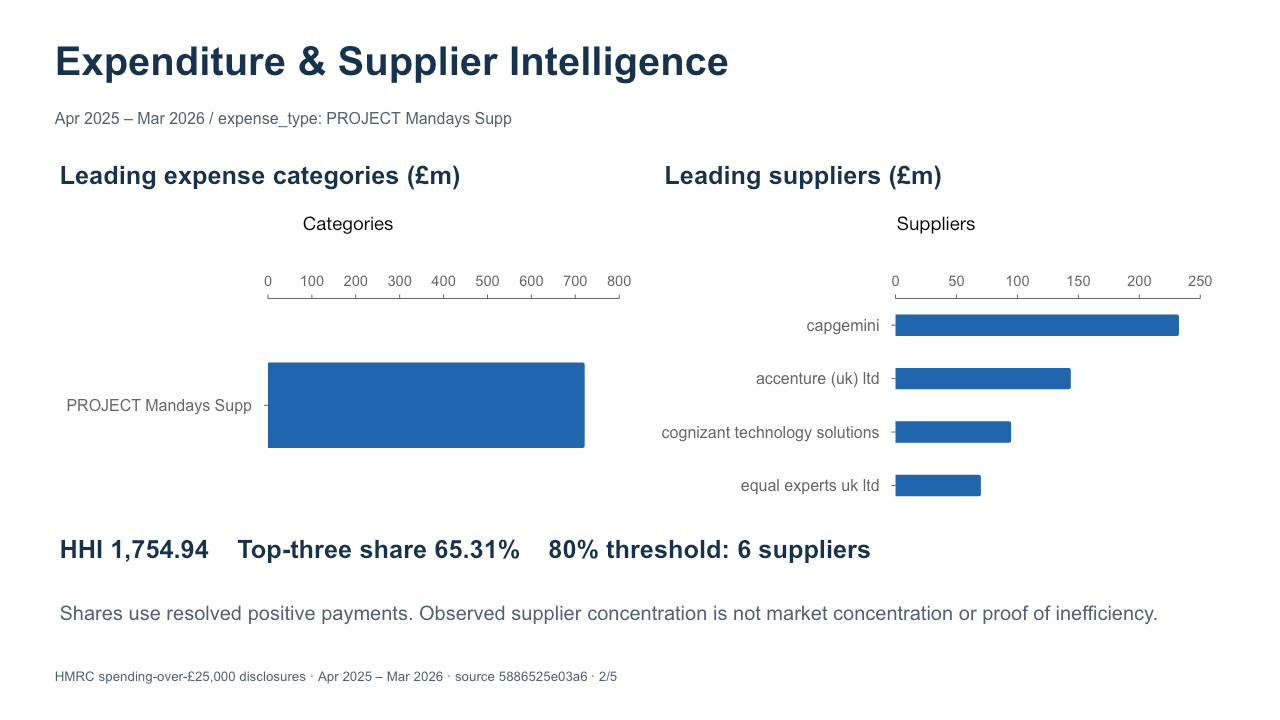 Expenditure & Supplier Intelligence
Apr 2025 – Mar 2026 / expense_type: PROJECT Mandays Supp
Leading expense categories (£m)
Categories
0 100 200 300 400 500 600 700 800
PROJECT Mandays Supp
Leading suppliers (£m)
Suppliers
0 50 100 150 200 250
capgemini
accenture (uk) ltd
cognizant technology solutions
equal experts uk ltd
HHI 1,754.94 Top-three share 65.31% 80% threshold: 6 suppliers
Shares use resolved positive payments. Observed supplier concentration is not market concentration or proof of inefficiency.
HMRC spending-over-£25,000 disclosures · Apr 2025 – Mar 2026 · source 5886525e03a6 · 2/5